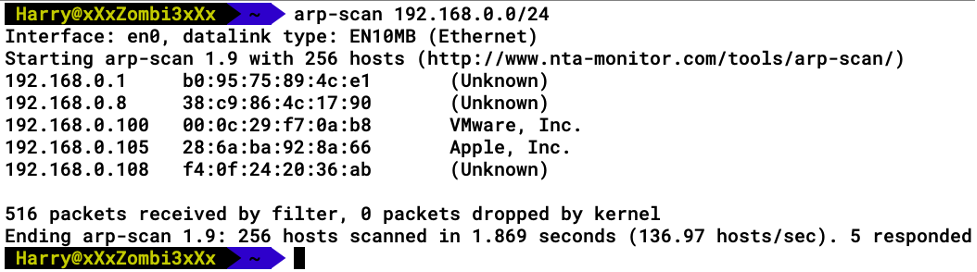 Harry@xXxZombi3xXx ~ arp-scan 192.168.0.0/24
Interface: en0, datalink type: EN10MB (Ethernet)
Starting arp-scan 1.9 with 256 hosts (http://www.nta-monitor.com/tools/arp-scan/)
192.168.0.1 b0:95:75:89:4c:e1 (Unknown)
192.168.0.8 38:c9:86:4c:17:90 (Unknown)
192.168.0.100 00:0c:29:f7:0a:b8 VMware, Inc.
192.168.0.105 28:6a:ba:92:8a:66 Apple, Inc.
192.168.0.108 f4:0f:24:20:36:ab (Unknown)
516 packets received by filter, 0 packets dropped by kernel
Ending arp-scan 1.9: 256 hosts scanned in 1.869 seconds (136.97 hosts/sec). 5 responded
Harry@xXxZombi3xXx ~